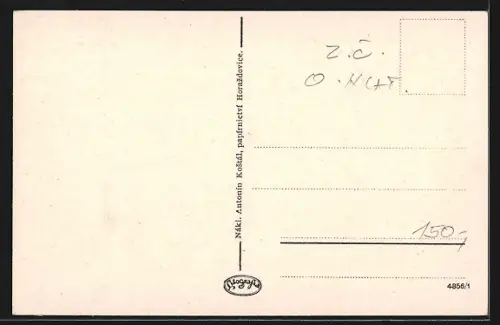 Z.Č.
Nákl. Antonín Košťál, papírnictví Horažďovice.
150,-
4856/1